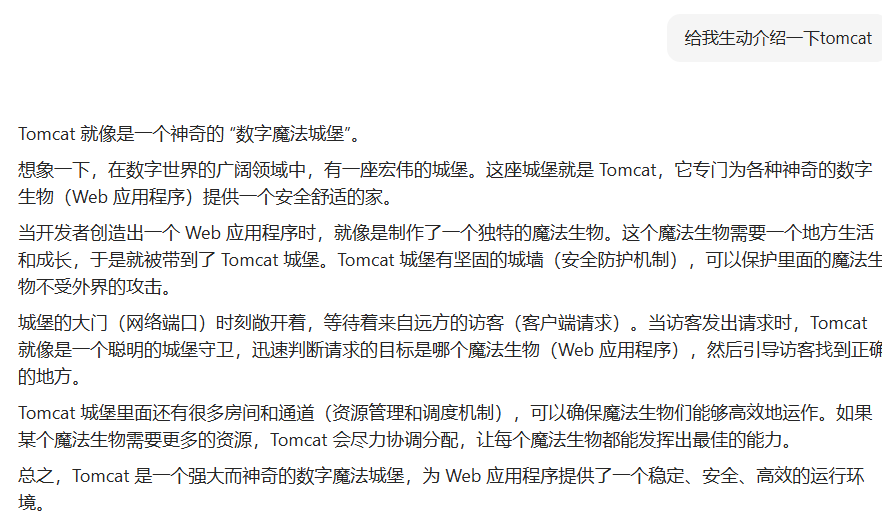 给我生动介绍一下tomcat
Tomcat 就像是一个神奇的 “数字魔法城堡”。
想象一下，在数字世界的广阔领域中，有一座宏伟的城堡。这座城堡就是 Tomcat，它专门为各种神奇的数字
生物（Web 应用程序）提供一个安全舒适的家。
当开发者创造出一个 Web 应用程序时，就像是制作了一个独特的魔法生物。这个魔法生物需要一个地方生活
和成长，于是就被带到了 Tomcat 城堡。Tomcat 城堡有坚固的城墙（安全防护机制），可以保护里面的魔法生
物不受外界的攻击。
城堡的大门（网络端口）时刻敞开着，等待着来自远方的访客（客户端请求）。当访客发出请求时，Tomcat
就像是一个聪明的城堡守卫，迅速判断请求的目标是哪个魔法生物（Web 应用程序），然后引导访客找到正确
的地方。
Tomcat 城堡里面还有很多房间和通道（资源管理和调度机制），可以确保魔法生物们能够高效地运作。如果
某个魔法生物需要更多的资源，Tomcat 会尽力协调分配，让每个魔法生物都能发挥出最佳的能力。
总之，Tomcat 是一个强大而神奇的数字魔法城堡，为 Web 应用程序提供了一个稳定、安全、高效的运行环
境。